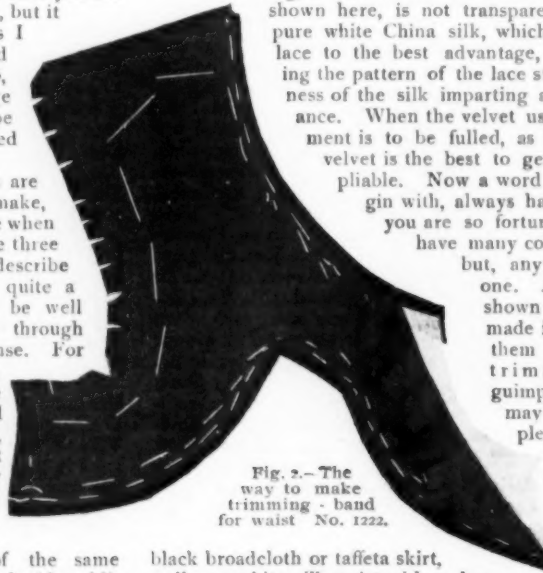 , but it
s I
are
make,
when
e three
describe
quite a
be well
through
nse. For
shown here, is not transpare
pure white China silk, which
lace to the best advantage,
ing the pattern of the lace s
ness of the silk imparting a
ance. When the velvet us
ment is to be fulled, as
velvet is the best to ge
pliable. Now a word
gin with, always ha
you are so fortun
have many co
but, any
one.
shown
made
them
trim
guimp
may
ple
Fig. 2.—The
way to make
trimming-band
for waist No. 1222.
of the same
black broadcloth or taffeta skirt,